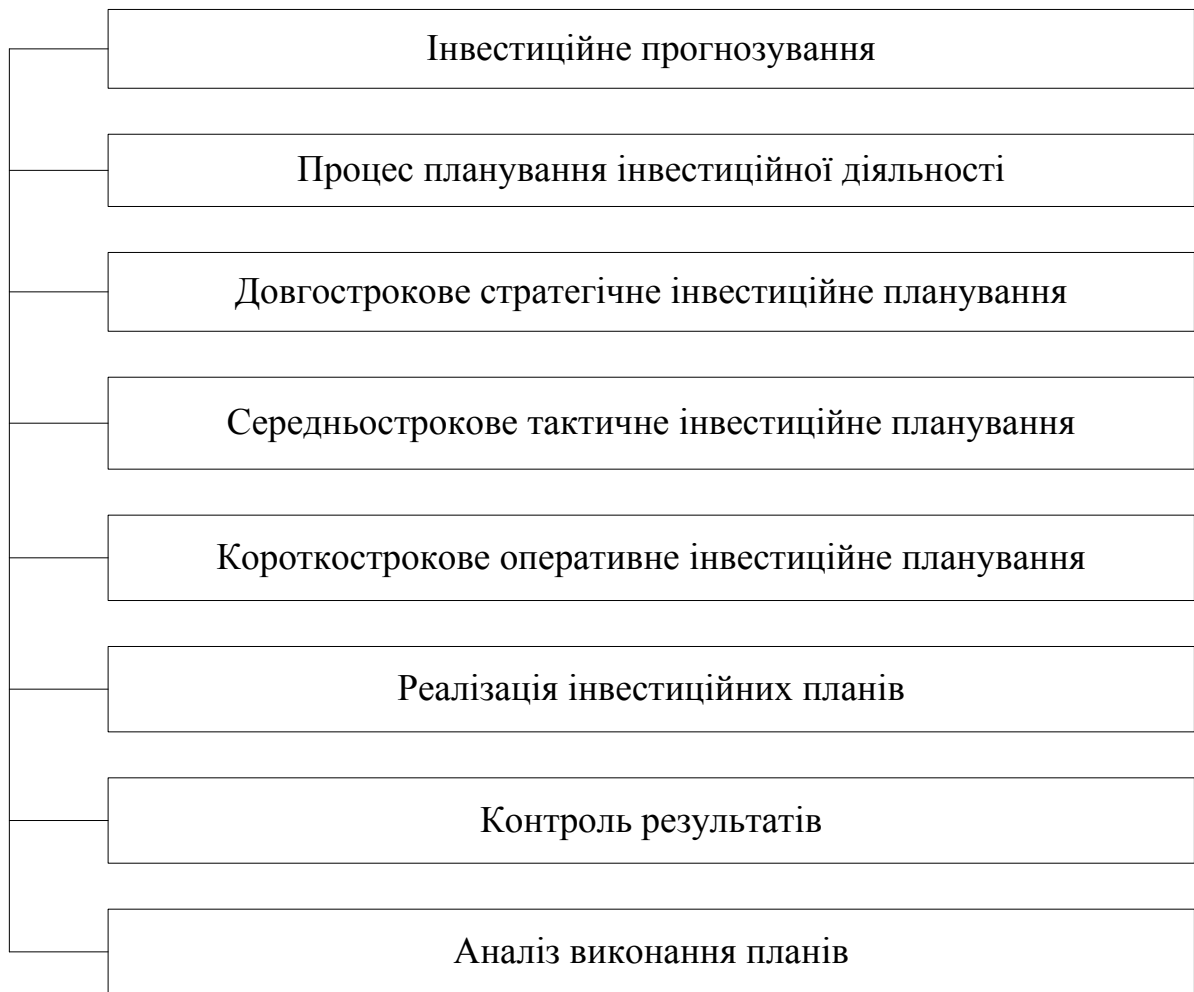 Інвестиційне прогнозування
Процес планування інвестиційної діяльності
Довгострокове стратегічне інвестиційне планування
Середньострокове тактичне інвестиційне планування
Короткострокове оперативне інвестиційне планування
Реалізація інвестиційних планів
Контроль результатів
Аналіз виконання планів